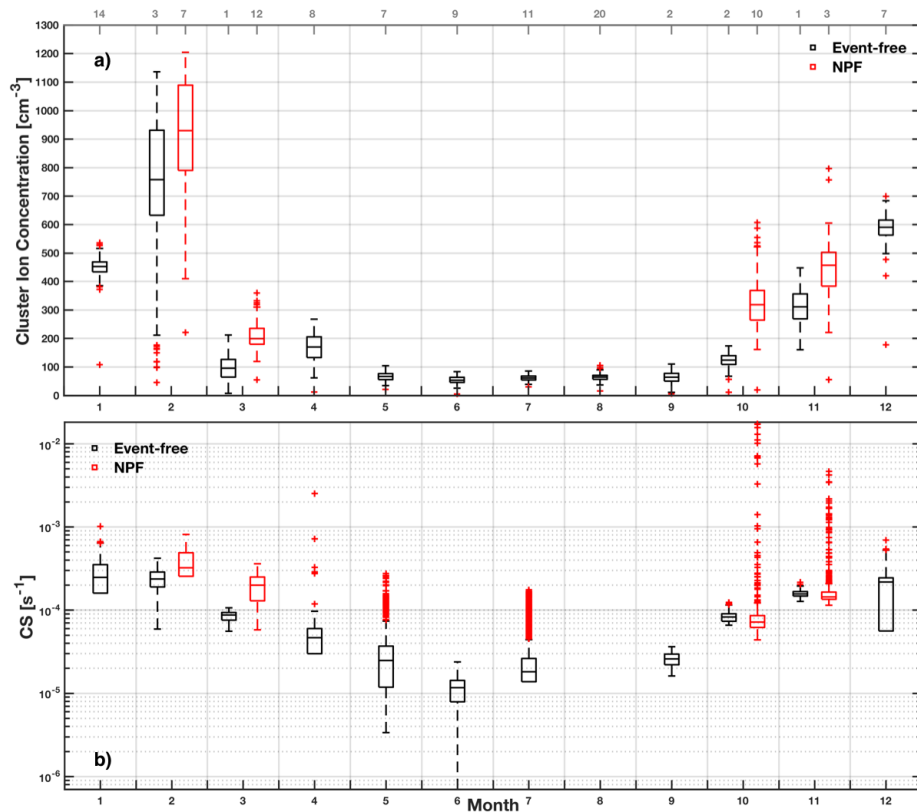 14 3 7 1 12 8 7 9 11 20 2 2 10 1 3 7
a)
Event-free
NPF
Cluster Ion Concentration [cm⁻³]
1300
1200
1100
1000
900
800
700
600
500
400
300
200
100
0
1 2 3 4 5 6 7 8 9 10 11 12
Event-free
NPF
CS [s⁻¹]
10⁻²
10⁻³
10⁻⁴
10⁻⁵
10⁻⁶
b)
1 2 3 4 5 6 7 8 9 10 11 12
Month